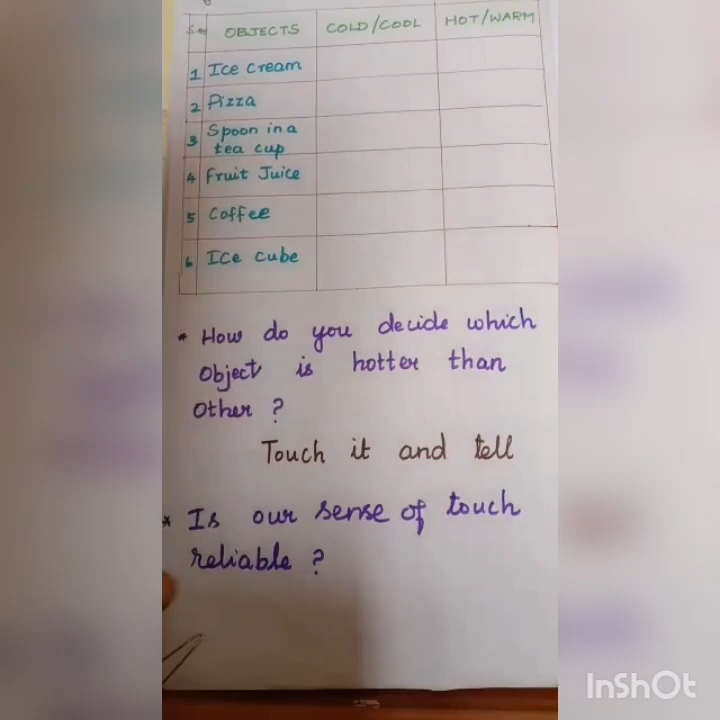 S.no OBJECTS COLD/COOL HOT/WARM
1 Ice cream
2 Pizza
3 Spoon in a
tea cup
4 Fruit Juice
5 Coffee
6 Ice cube
* How do you decide which
object is hotter than
other ?
Touch it and tell
* Is our sense of touch
reliable ?
InShOt